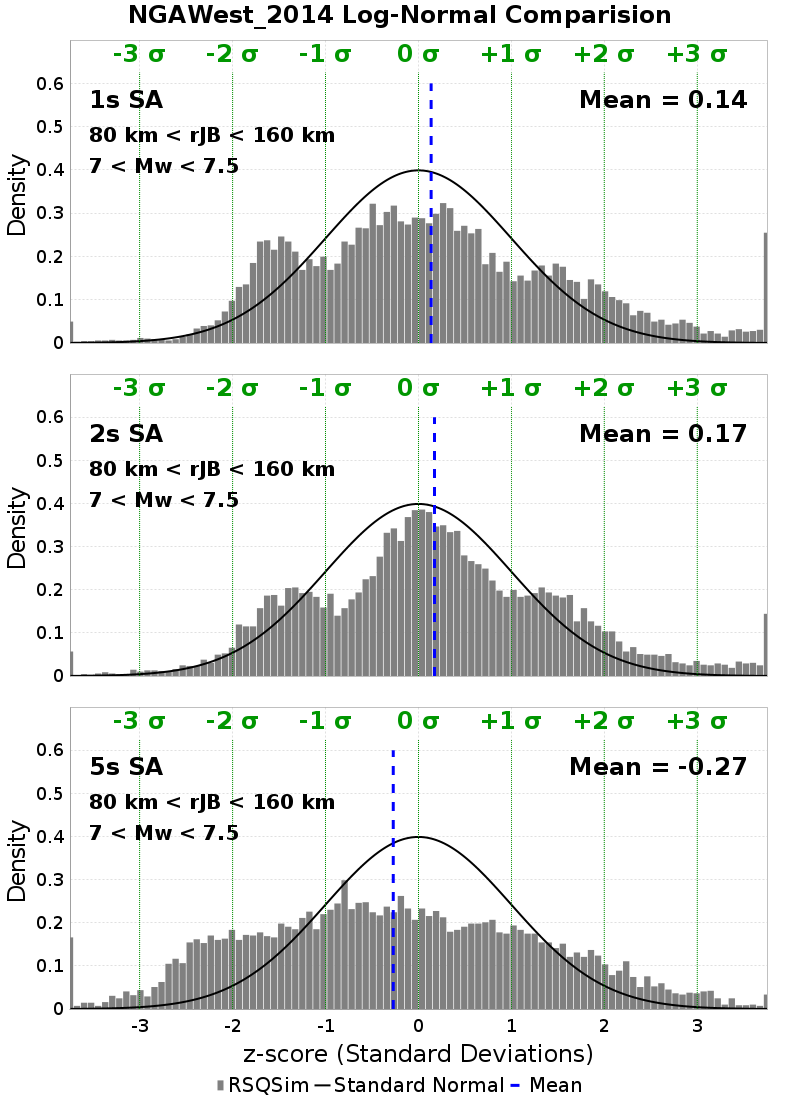 NGAWest_2014 Log-Normal Comparision
-3 σ -2 σ -1 σ 0 σ +1 σ +2 σ +3 σ
0.6
1s SA Mean = 0.14
0.5
80 km < rJB < 160 km
7 < Mw < 7.5
0.4
0.3
0.2
0.1
0
Density
-3 σ -2 σ -1 σ 0 σ +1 σ +2 σ +3 σ
0.6
2s SA Mean = 0.17
0.5
80 km < rJB < 160 km
7 < Mw < 7.5
0.4
0.3
0.2
0.1
0
Density
-3 σ -2 σ -1 σ 0 σ +1 σ +2 σ +3 σ
0.6
5s SA Mean = -0.27
0.5
80 km < rJB < 160 km
7 < Mw < 7.5
0.4
0.3
0.2
0.1
0
Density
-3 -2 -1 0 1 2 3
z-score (Standard Deviations)
RSQSim Standard Normal Mean